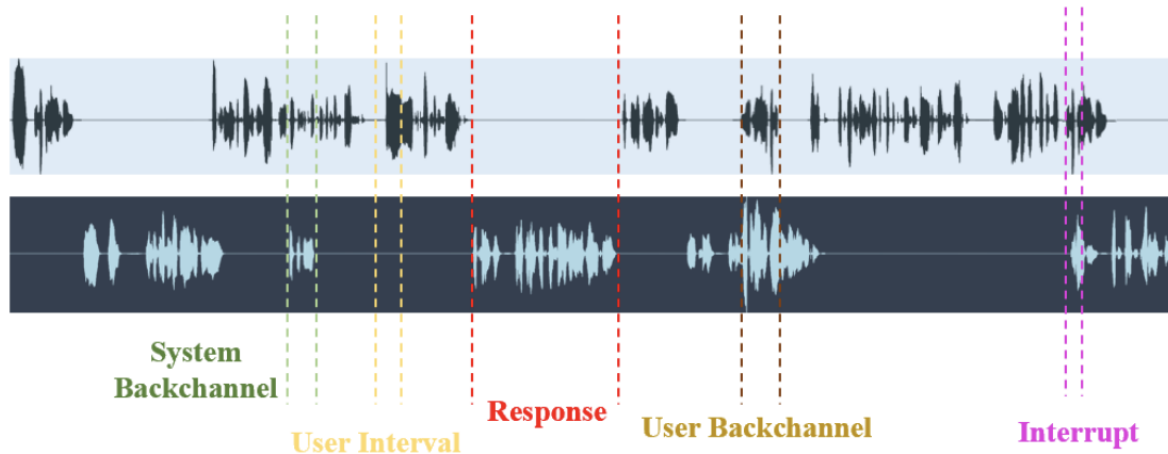 System
Backchannel
User Interval
Response
User Backchannel
Interrupt